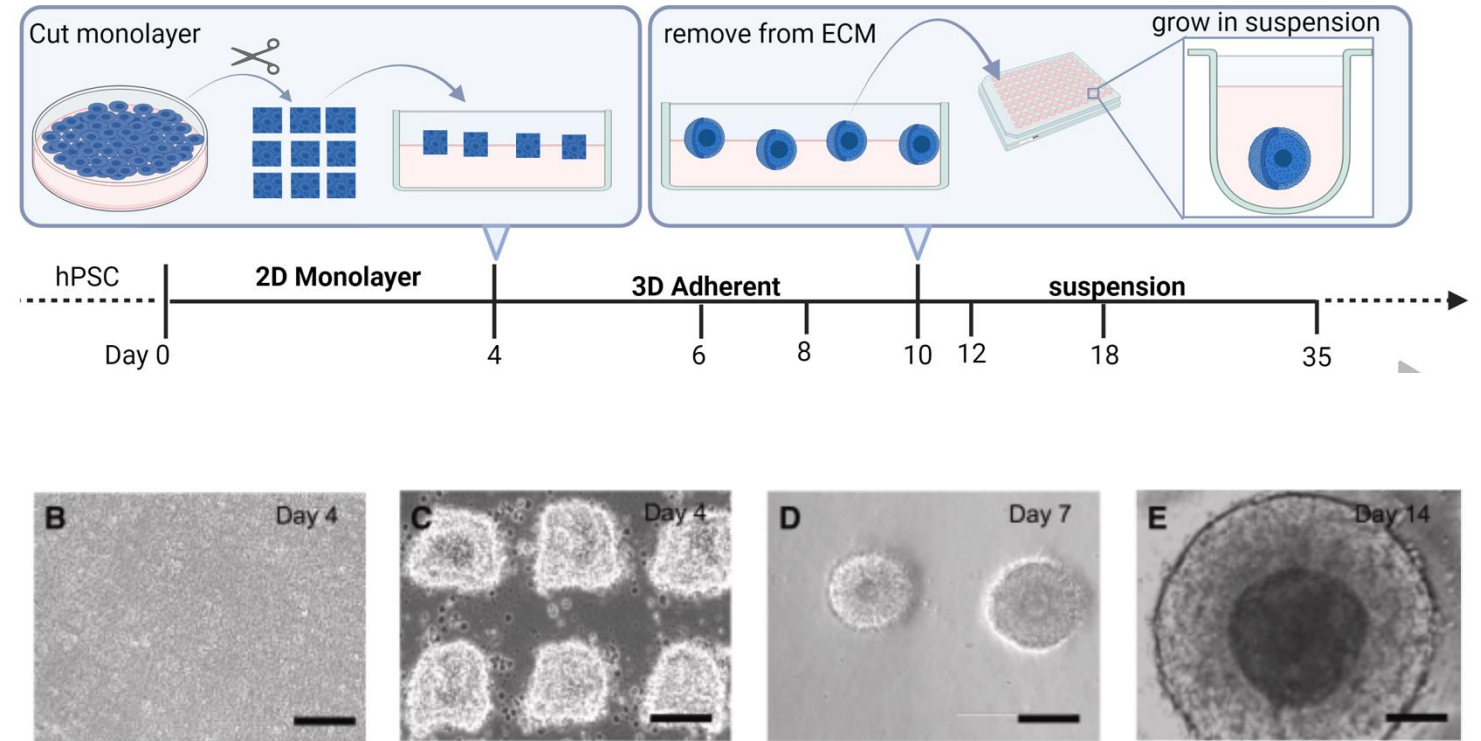 Cut monolayer
remove from ECM
grow in suspension
hPSC
2D Monolayer
3D Adherent
suspension
Day 0
4
6
8
10
12
18
35
B
Day 4
C
Day 4
D
Day 7
E
Day 14